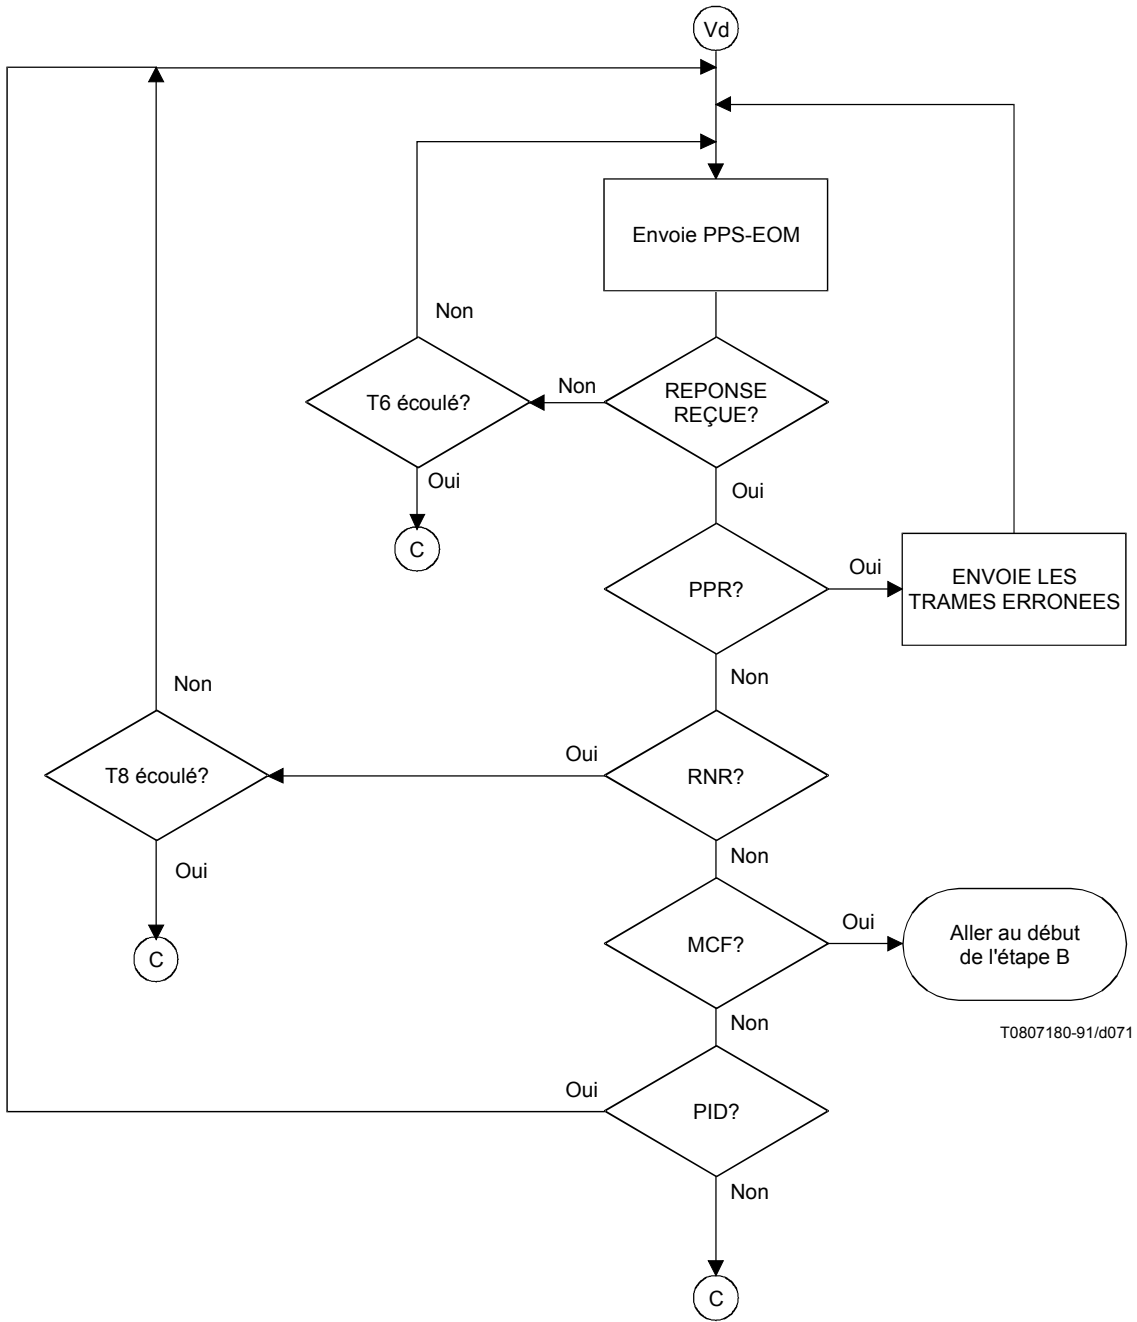 Vd
Envoie PPS-EOM
Non
T6 écoulé?
Non
REPONSE
REÇUE?
Oui
Oui
C
PPR?
Oui
ENVOIE LES
TRAMES ERRONEES
Non
Non
T8 écoulé?
Oui
RNR?
Oui
Non
C
MCF?
Oui
Aller au début
de l'étape B
Non
T0807180-91/d071
Oui
PID?
Non
C